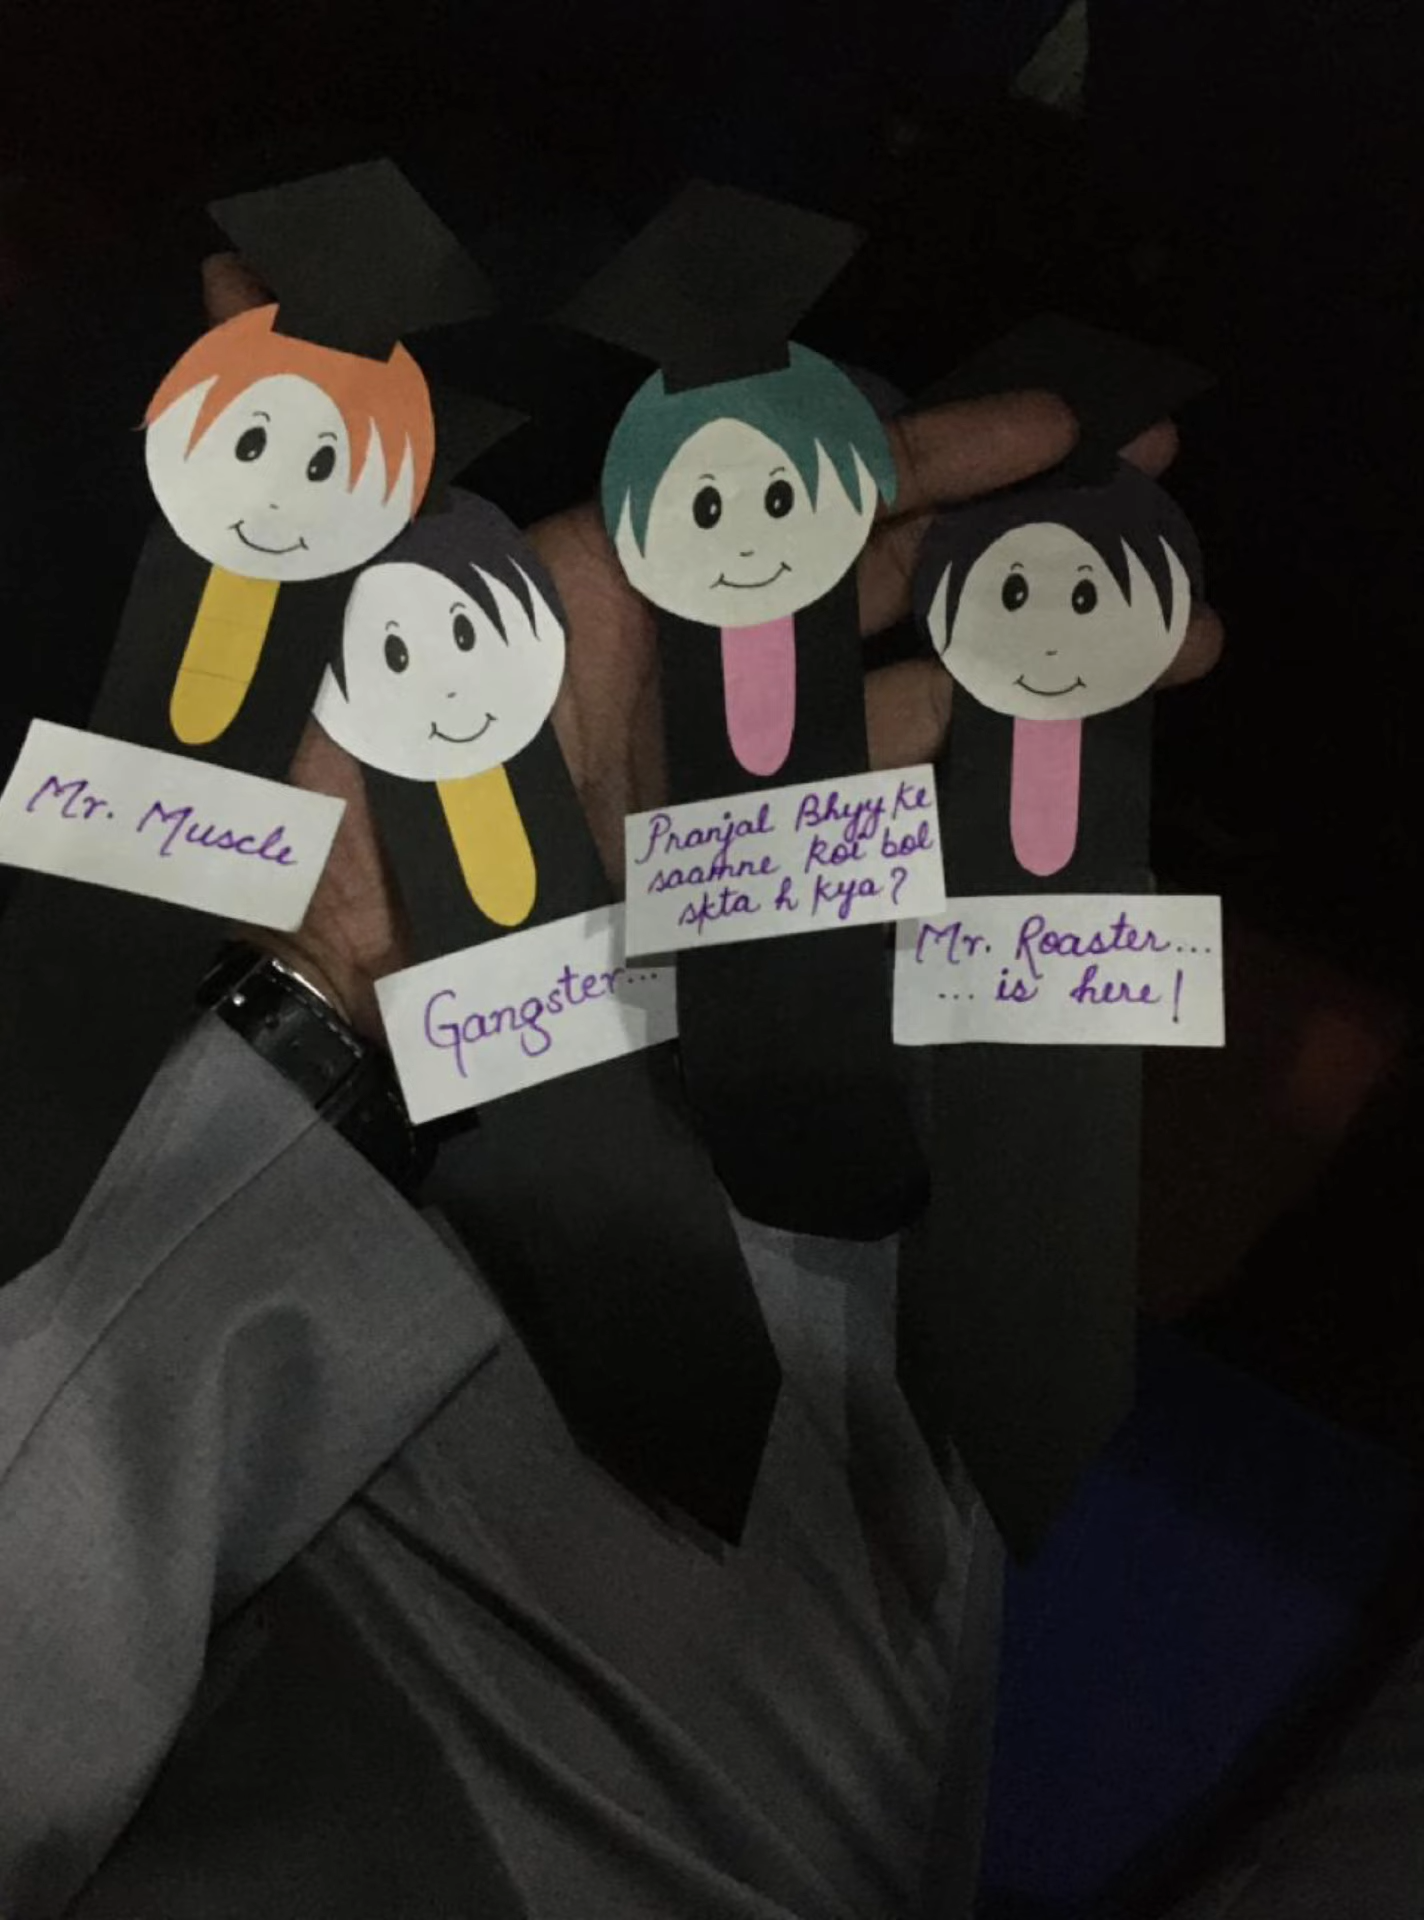 Mr. Muscle
Gangster...
Pranjal Bhyy ke
saamne koi bol
skta h kya?
Mr. Roaster...
... is here!